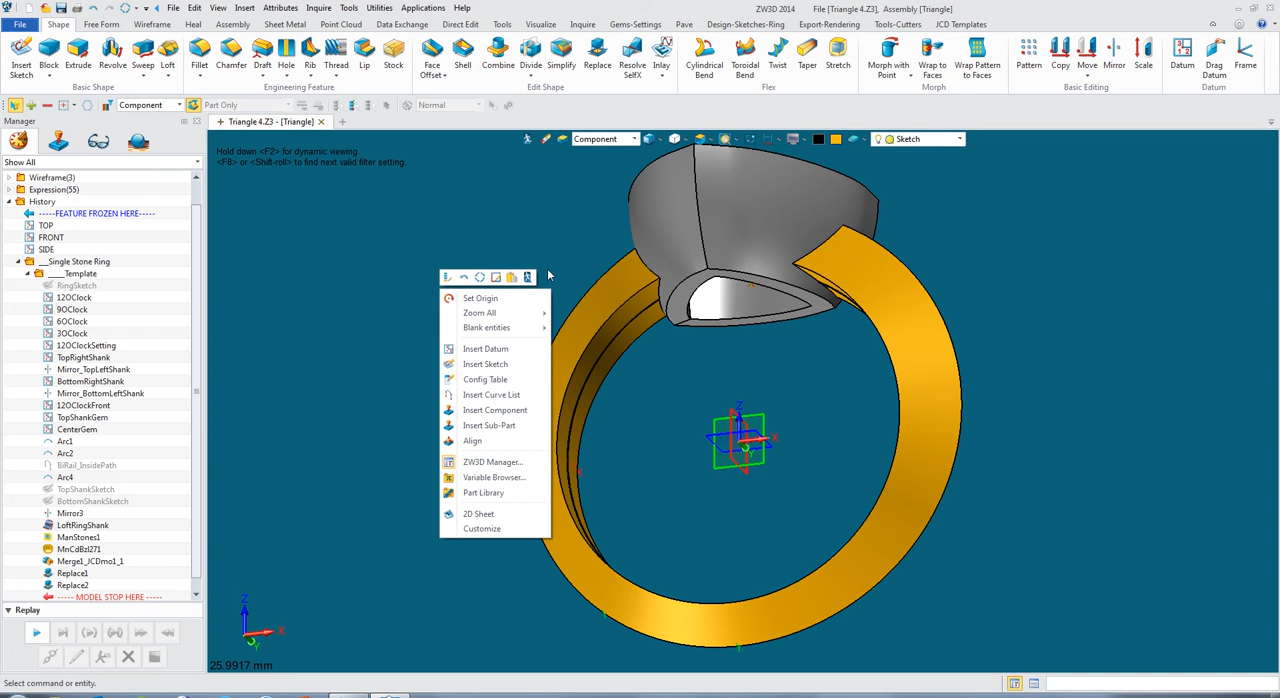 ZW3D 2014
File [Triangle 4.Z3],  Assembly [Triangle]
File Edit View Insert Attributes Inquire Tools Utilities Applications Help
File Shape Free Form Wireframe Heal Assembly Sheet Metal Point Cloud Data Exchange Direct Edit Tools Visualize Inquire Gems-Settings Pave Design-Sketches-Ring Export-Rendering Tools-Cutters JCD Templates
Insert Sketch
Block
Extrude
Revolve
Sweep
Loft
Fillet
Chamfer
Draft
Hole
Rib
Thread
Lip
Stock
Face Offset
Shell
Combine
Divide
Simplify
Replace
Resolve SelfX
Inlay
Cylindrical Bend
Toroidal Bend
Twist
Taper
Stretch
Morph with Point
Wrap to Faces
Wrap Pattern to Faces
Pattern
Copy
Move
Mirror
Scale
Datum
Drag Datum
Frame
Basic Shape
Engineering Feature
Edit Shape
Flex
Morph
Basic Editing
Datum
Component
Part Only
Normal
Manager
Triangle 4.Z3 - [Triangle]
Show All
Component
Sketch
Hold down <F2> for dynamic viewing.
<F8> or <Shift-roll> to find next valid filter setting.
Wireframe(3)
Expression(55)
History
-----FEATURE FROZEN HERE-----
TOP
FRONT
SIDE
___Single Stone Ring
____Template
RingSketch
12OClock
9OClock
6OClock
3OClock
12OClockSetting
TopRightShank
Mirror_TopLeftShank
BottomRightShank
Mirror_BottomLeftShank
12OClockFront
TopShankGem
CenterGem
Arc1
Arc2
BiRail_InsidePath
Arc4
TopShankSketch
BottomShankSketch
Mirror3
LoftRingShank
ManStones1
MnCdBzl271
Merge1_JCDmo1_1
Replace1
Replace2
----- MODEL STOP HERE -----
Replay
Set Origin
Zoom All
Blank entities
Insert Datum
Insert Sketch
Config Table
Insert Curve List
Insert Component
Insert Sub-Part
Align
ZW3D Manager...
Variable Browser...
Part Library
2D Sheet
Customize
Z
X
Y
Z
X
Y
25.9917 mm
Select command or entity.